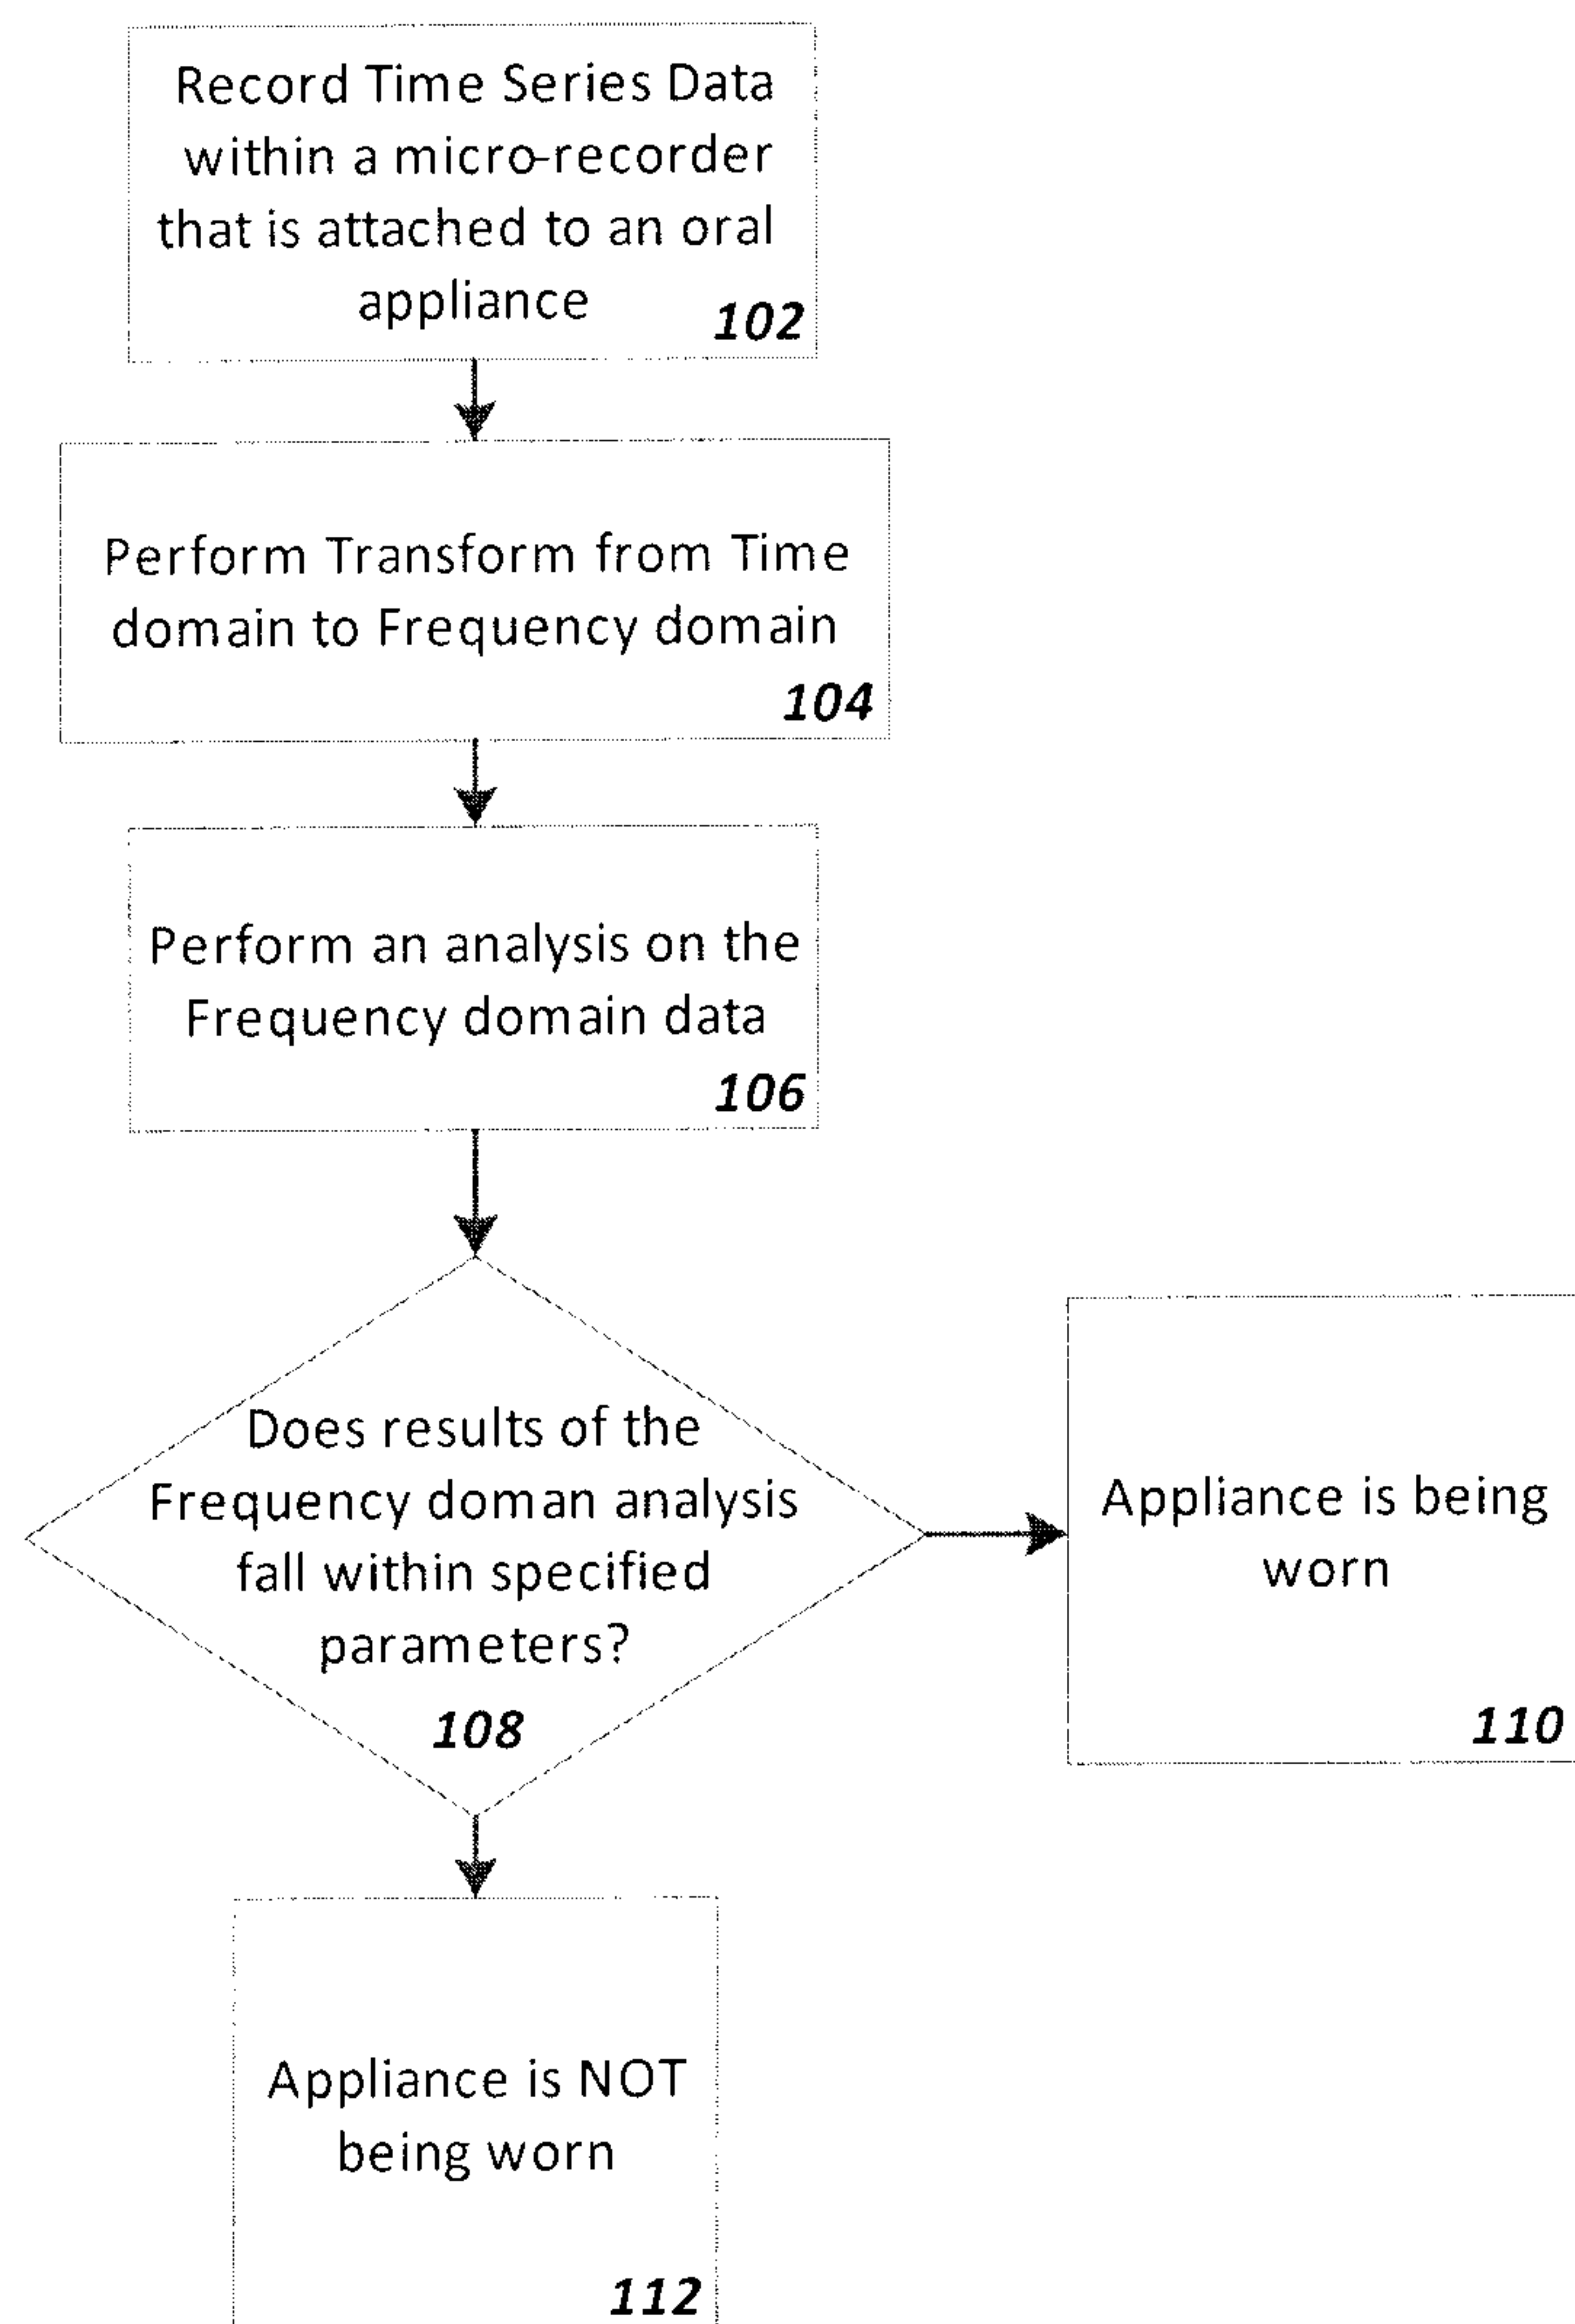 Record Time Series Data
within a micro-recorder
that is attached to an oral
appliance
102
Perform Transform from Time
domain to Frequency domain
104
Perform an analysis on the
Frequency domain data
106
Does results of the
Frequency doman analysis
fall within specified
parameters?
108
Appliance is being
worn
110
Appliance is NOT
being worn
112